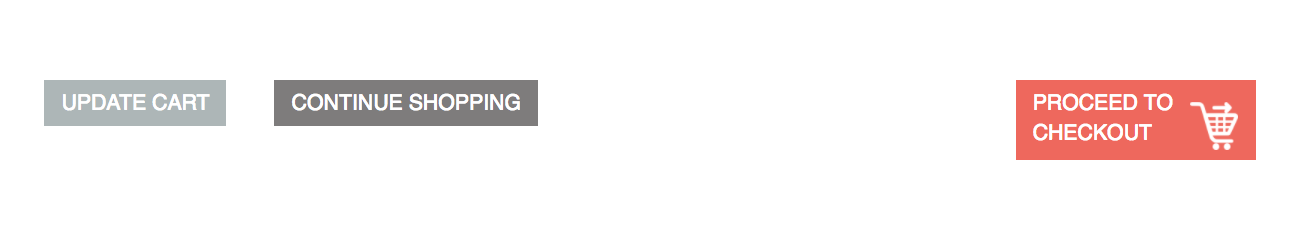 UPDATE CART
CONTINUE SHOPPING
PROCEED TO
CHECKOUT